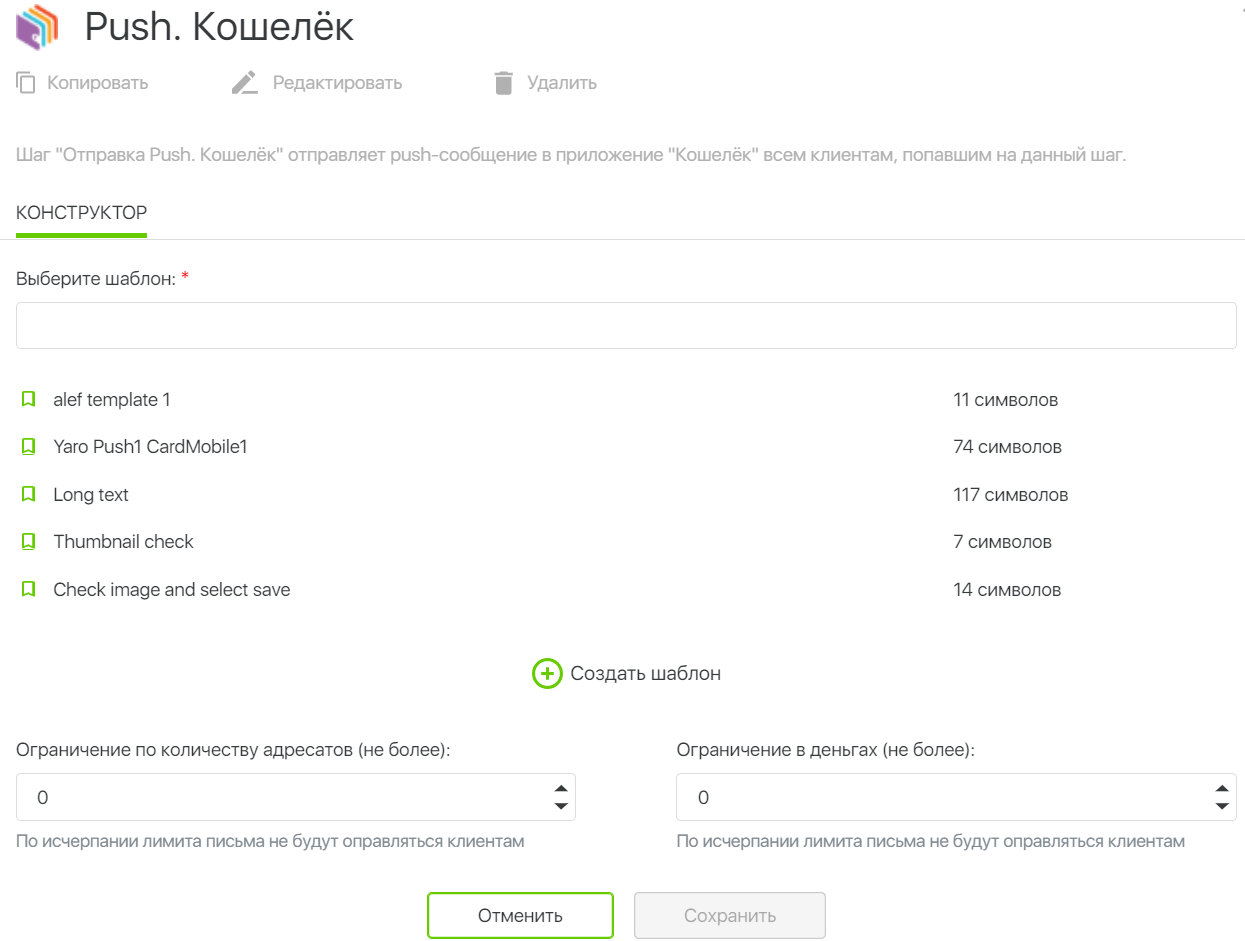 Push. Кошелёк
Копировать Редактировать Удалить
Шаг "Отправка Push. Кошелёк" отправляет push-сообщение в приложение "Кошелёк" всем клиентам, попавшим на данный шаг.
КОНСТРУКТОР
Выберите шаблон: *
alef template 1 11 символов
Yaro Push1 CardMobile1 74 символов
Long text 117 символов
Thumbnail check 7 символов
Check image and select save 14 символов
Создать шаблон
Ограничение по количеству адресатов (не более): Ограничение в деньгах (не более):
0 0
По исчерпании лимита письма не будут оправляться клиентам По исчерпании лимита письма не будут оправляться клиентам
Отменить Сохранить